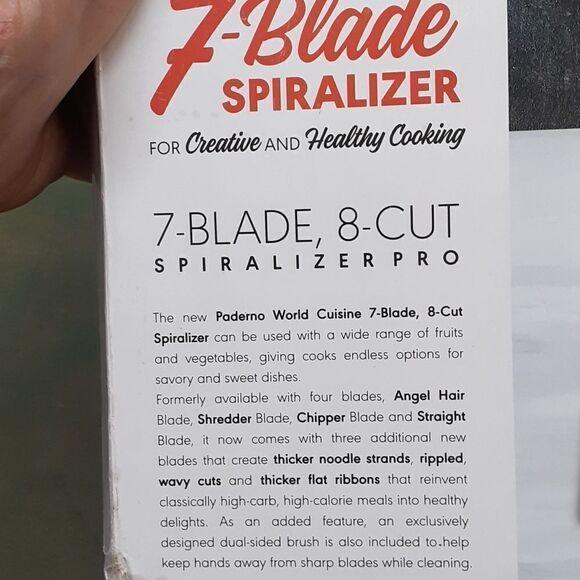 7-Blade
SPIRALIZER
FOR Creative AND Healthy Cooking
7-BLADE, 8-CUT
SPIRALIZER PRO
The new Paderno World Cuisine 7-Blade, 8-Cut
Spiralizer can be used with a wide range of fruits
and vegetables, giving cooks endless options for
savory and sweet dishes.
Formerly available with four blades, Angel Hair
Blade, Shredder Blade, Chipper Blade and Straight
Blade, it now comes with three additional new
blades that create thicker noodle strands, rippled,
wavy cuts and thicker flat ribbons that reinvent
classically high-carb, high-calorie meals into healthy
delights. As an added feature, an exclusively
designed dual-sided brush is also included to help
keep hands away from sharp blades while cleaning.